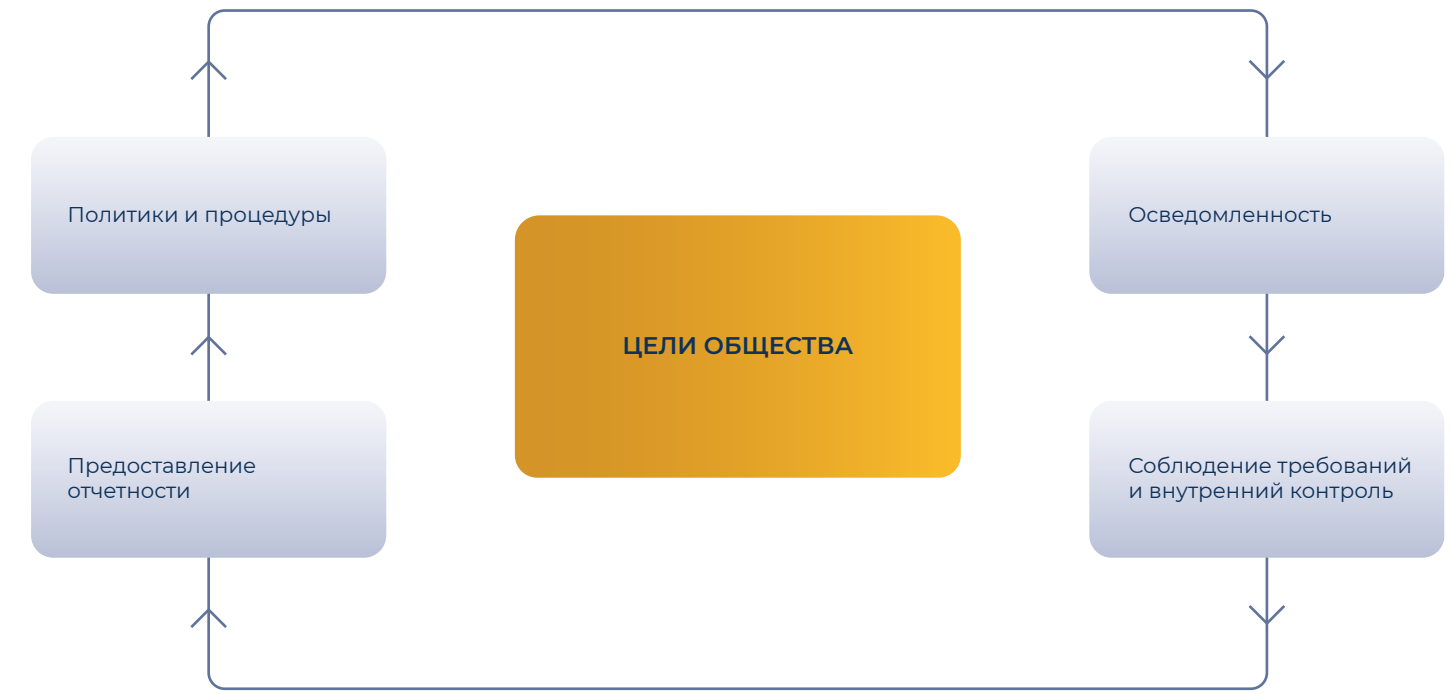 Политики и процедуры
Осведомленность
ЦЕЛИ ОБЩЕСТВА
Предоставление
отчетности
Соблюдение требований
и внутренний контроль